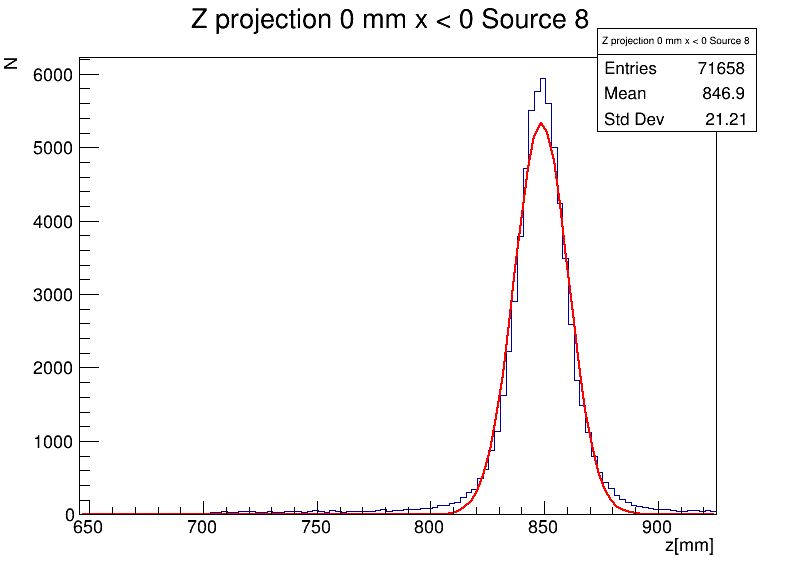 Z projection 0 mm x < 0 Source 8
Z projection 0 mm x < 0 Source 8
Entries 71658
Mean 846.9
Std Dev 21.21
N
6000
5000
4000
3000
2000
1000
0
650 700 750 800 850 900
z[mm]